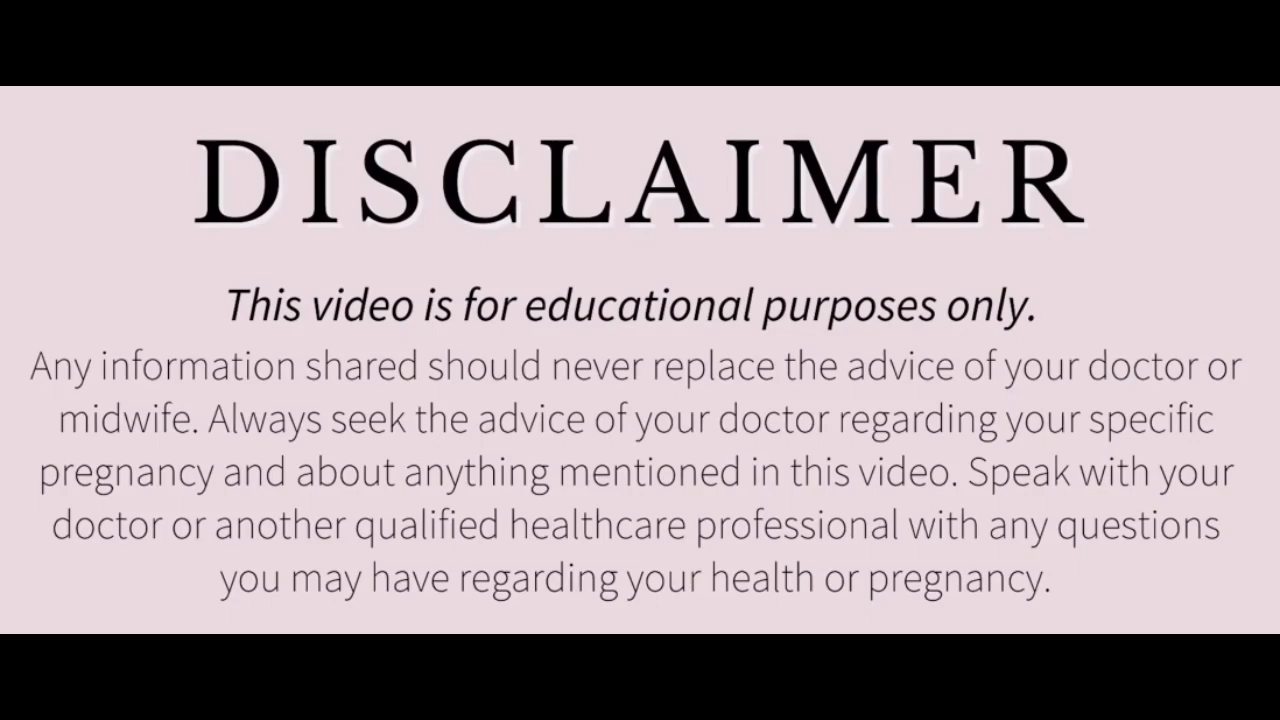 DISCLAIMER
This video is for educational purposes only.
Any information shared should never replace the advice of your doctor or
midwife. Always seek the advice of your doctor regarding your specific
pregnancy and about anything mentioned in this video. Speak with your
doctor or another qualified healthcare professional with any questions
you may have regarding your health or pregnancy.